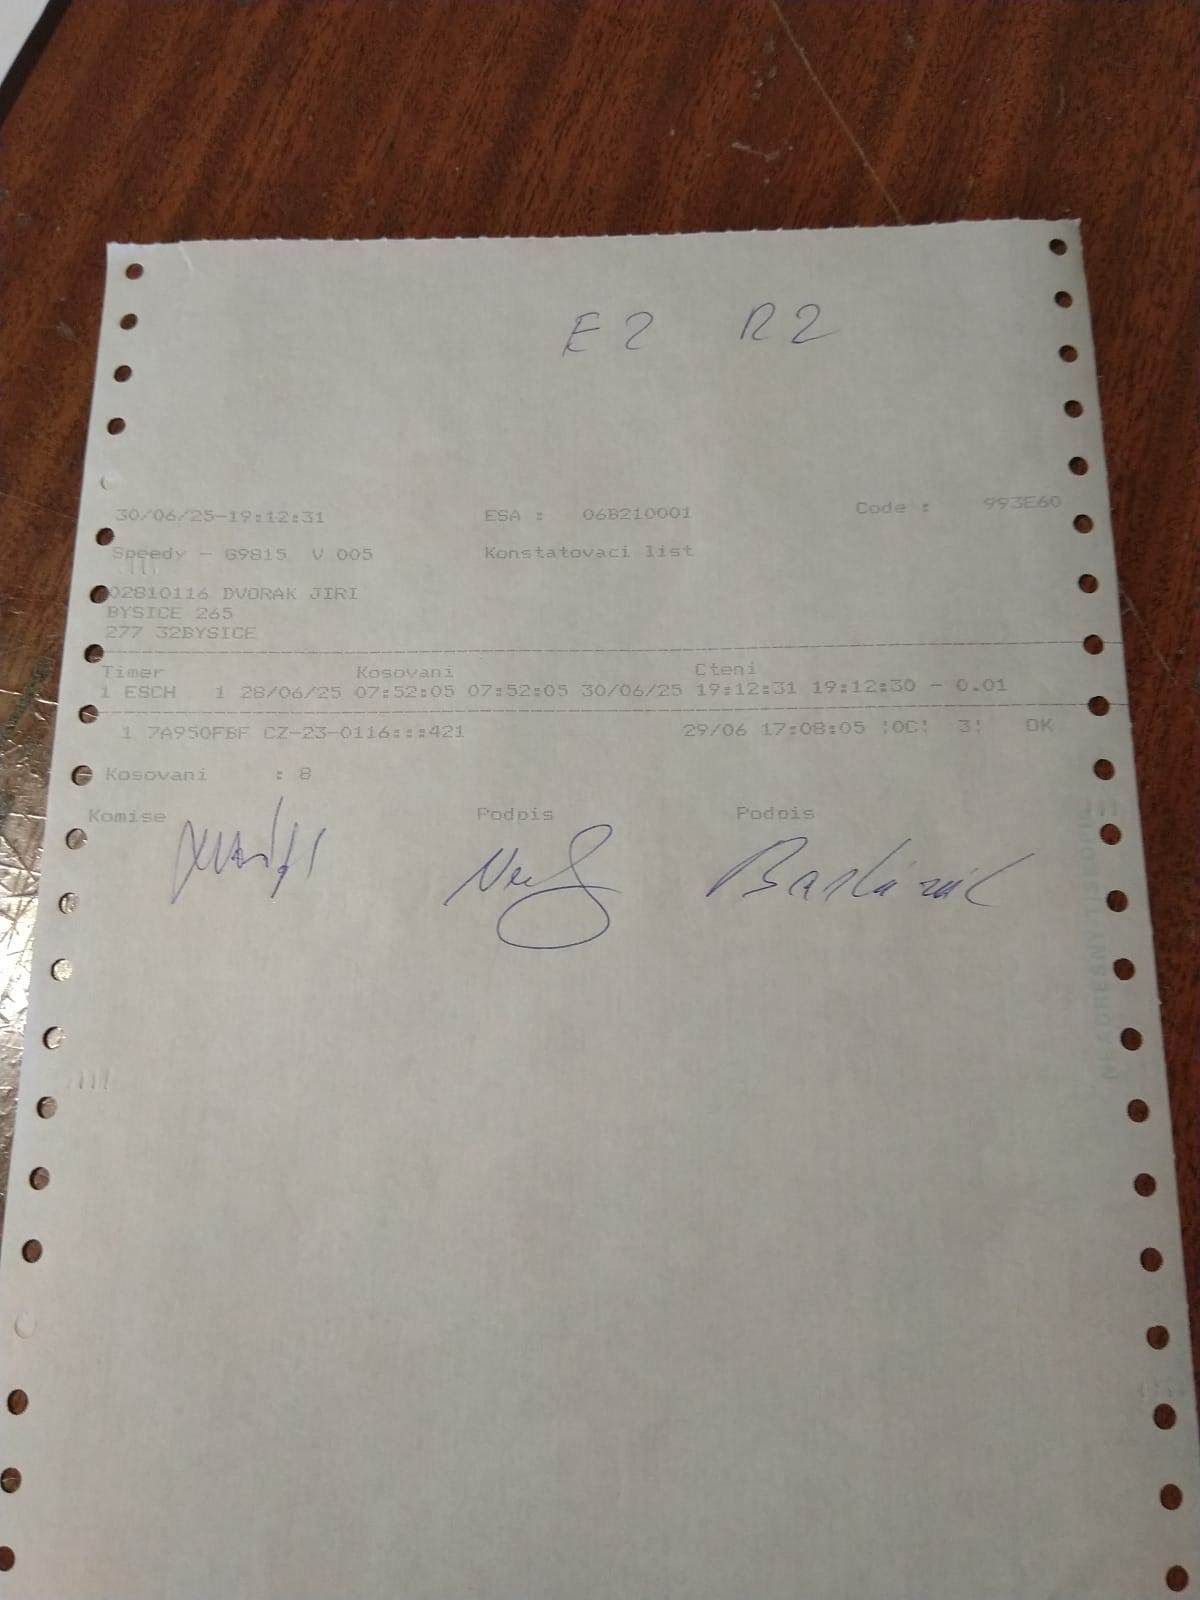 E2 R2
30/06/25-19:12:31 ESA : 06B210001 Code : 993E60
Speedy - G9815 V 005 Konstatovaci list
02810116 DVORAK JIRI
BYSICE 265
277 32BYSICE
Timer Kosovani Cteni
1 ESCH 1 28/06/25 07:52:05 07:52:05 30/06/25 19:12:31 19:12:30 - 0.01
1 7A950FBF CZ-23-0116:::421 29/06 17:08:05 ¦0C¦ 3¦ OK
Kosovani : 8
Komise Podpis Podpis